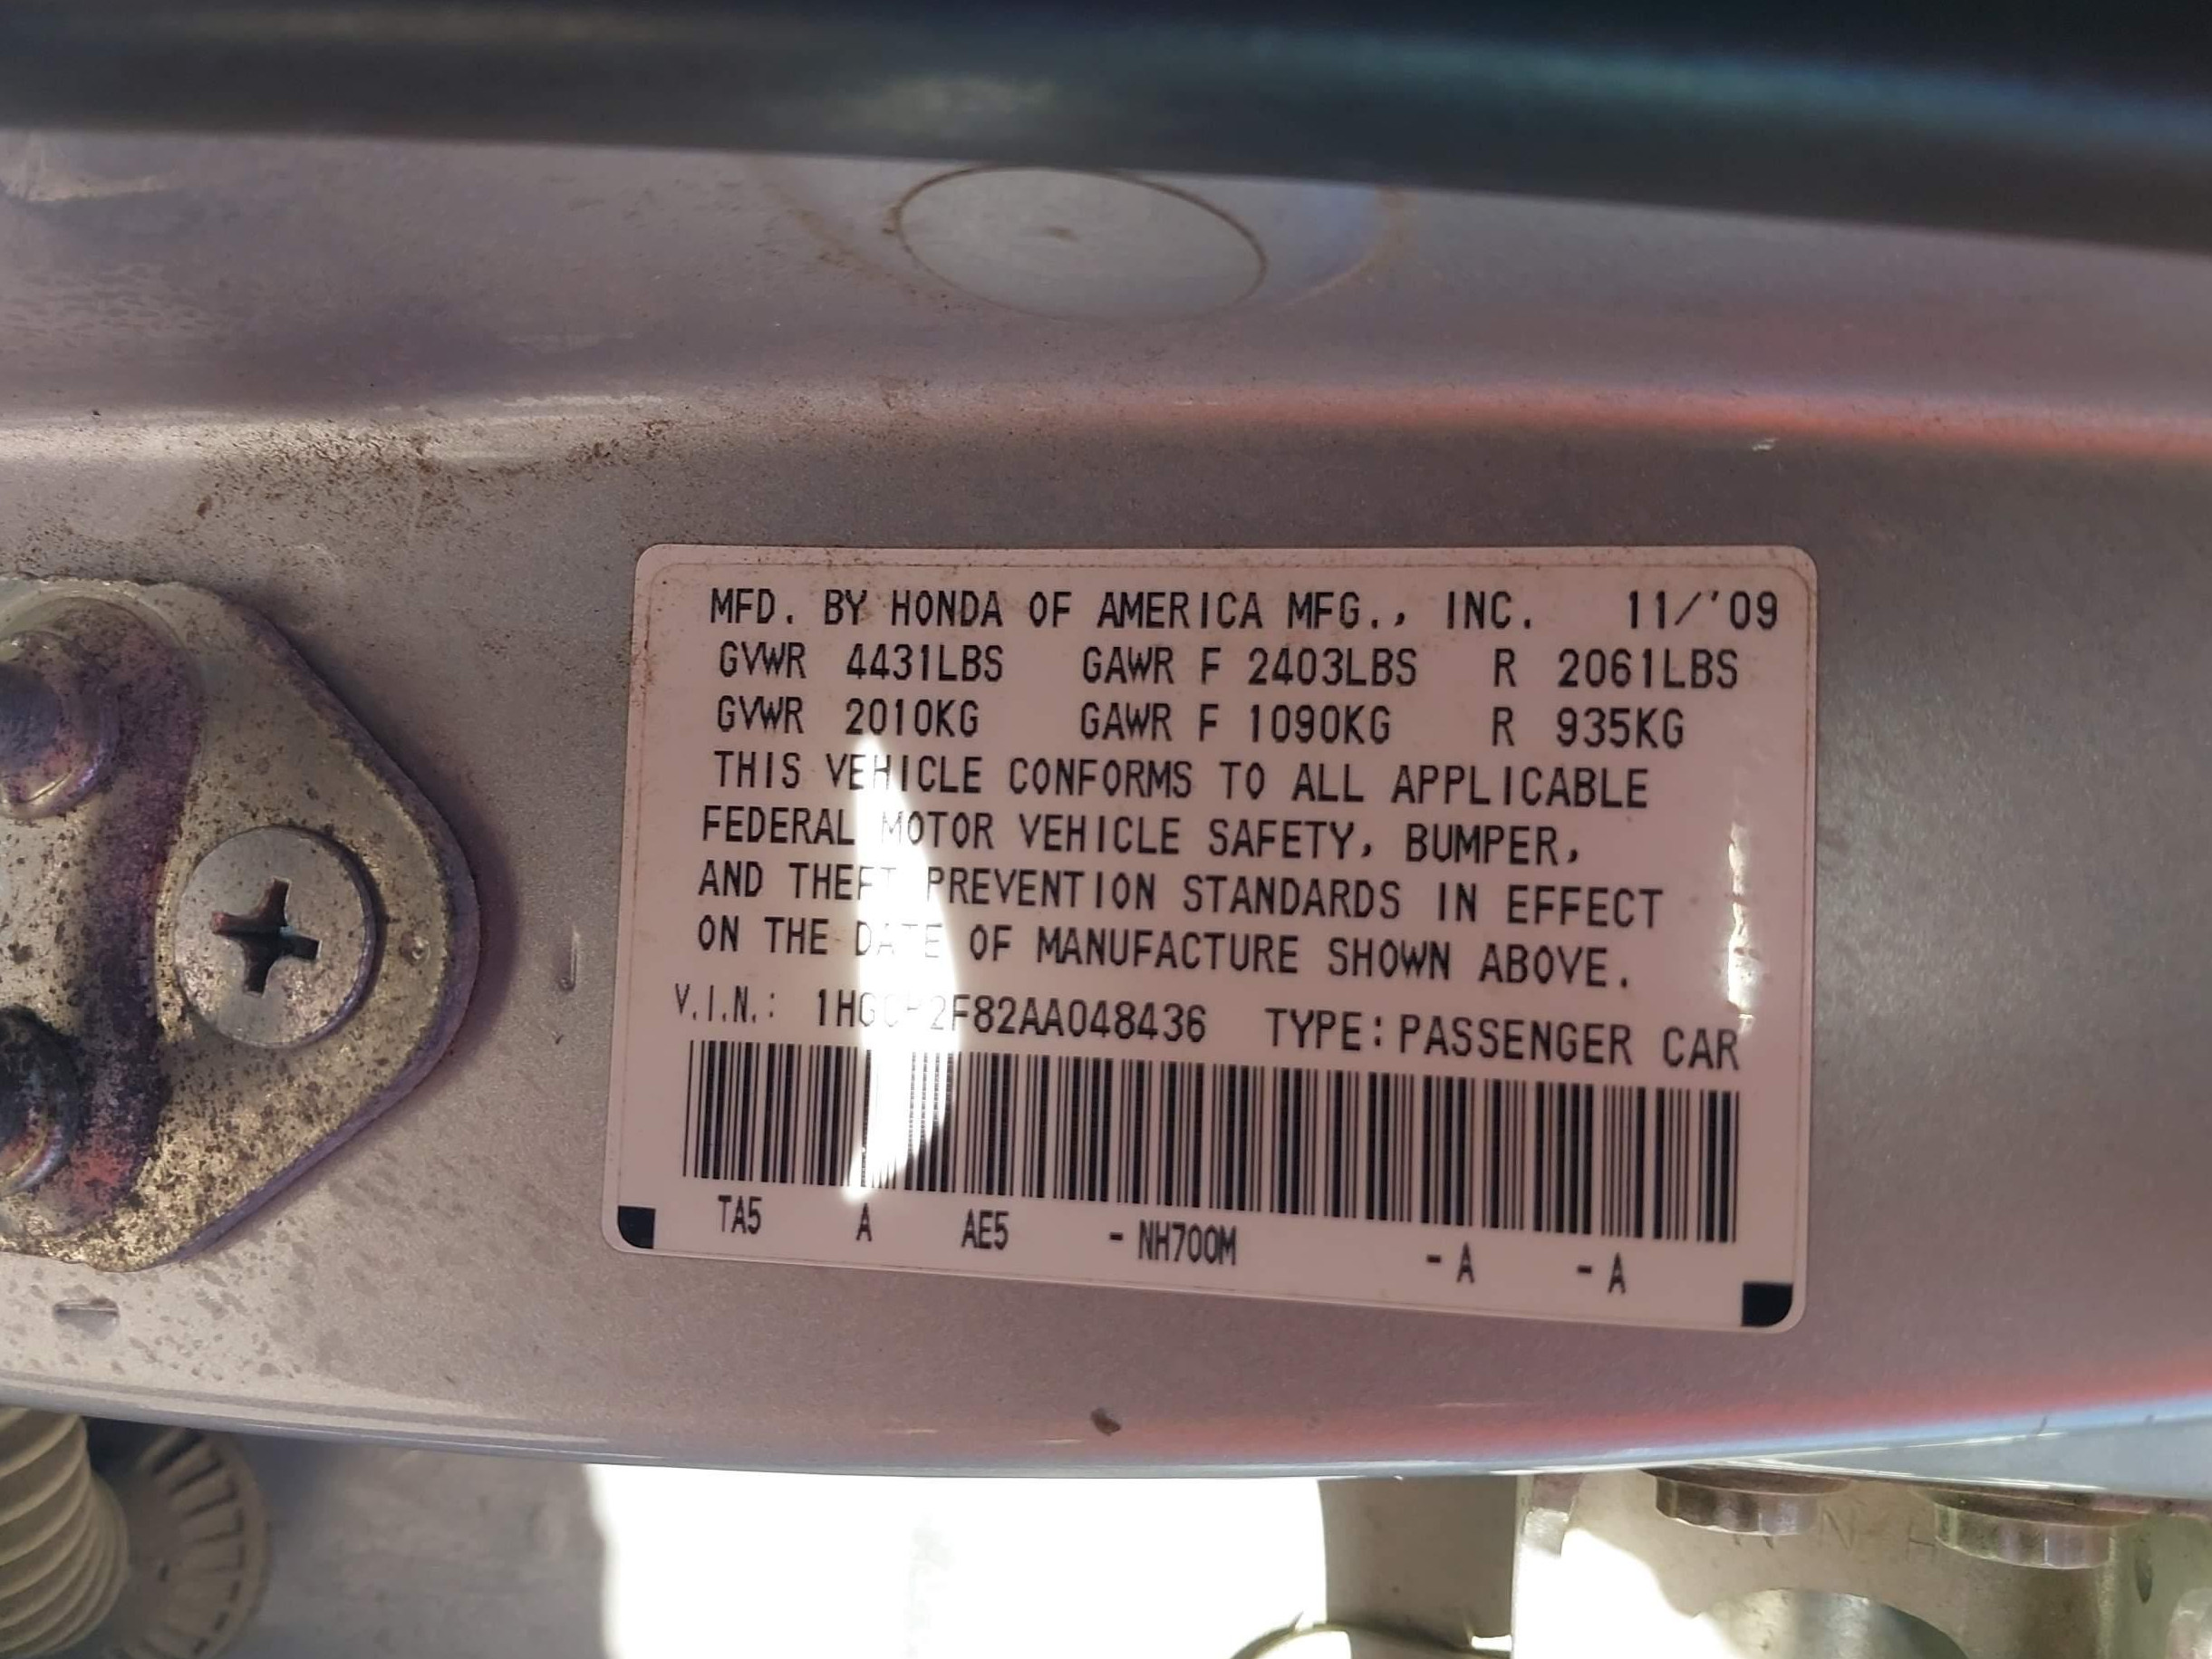 MFD. BY HONDA OF AMERICA MFG., INC. 11/'09
GVWR 4431LBS GAWR F 2403LBS R 2061LBS
GVWR 2010KG GAWR F 1090KG R 935KG
THIS VEHICLE CONFORMS TO ALL APPLICABLE
FEDERAL MOTOR VEHICLE SAFETY, BUMPER,
AND THEFT PREVENTION STANDARDS IN EFFECT
ON THE DATE OF MANUFACTURE SHOWN ABOVE.
V.I.N.: TYPE: PASSENGER CAR
TA5 A AE5 - NH700M - A - A